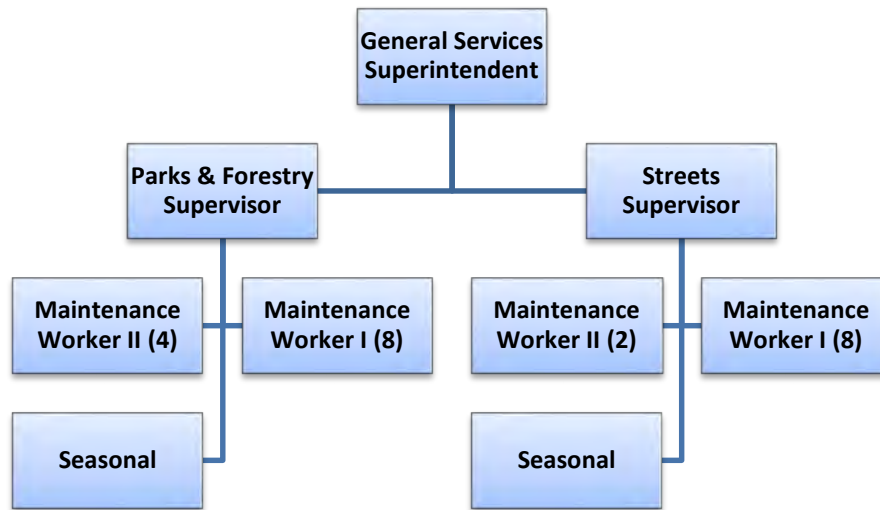 General Services
Superintendent
Parks & Forestry
Supervisor
Streets
Supervisor
Maintenance
Worker II (4)
Maintenance
Worker I (8)
Maintenance
Worker II (2)
Maintenance
Worker I (8)
Seasonal
Seasonal